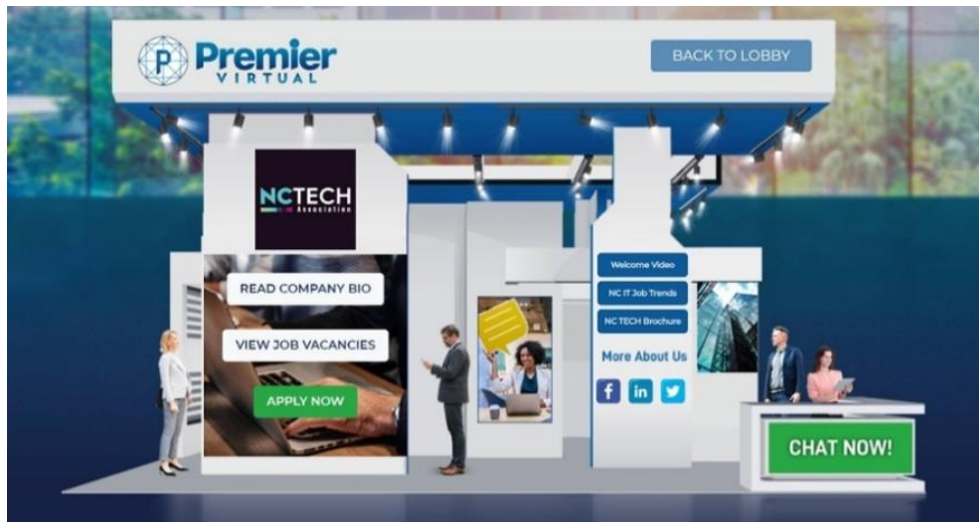 P Premier
VIRTUAL
BACK TO LOBBY
NCTECH
Association
READ COMPANY BIO
VIEW JOB VACANCIES
APPLY NOW
Welcome Video
NC IT Job Trends
NC TECH Brochure
More About Us
f in
CHAT NOW!